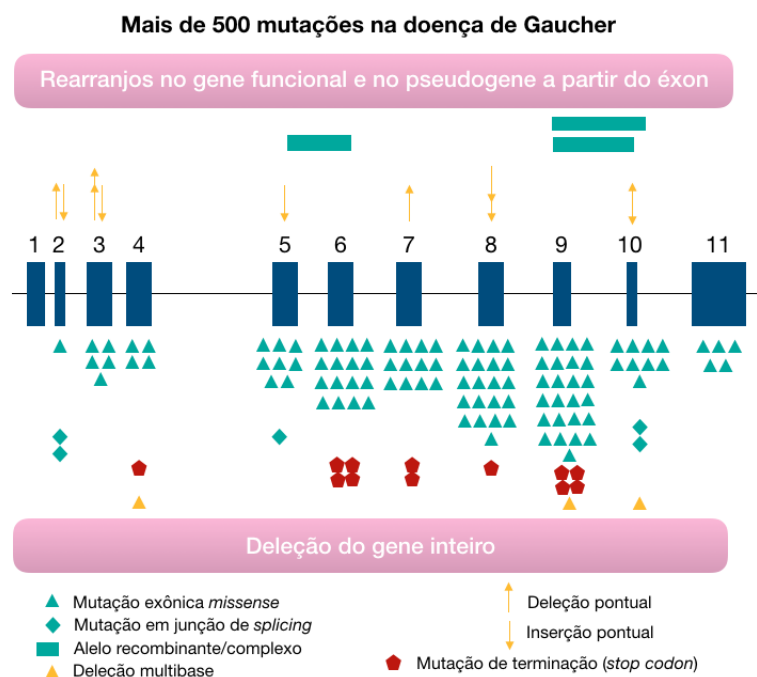 Mais de 500 mutações na doença de Gaucher
Rearranjos no gene funcional e no pseudogene a partir do éxon
1 2 3 4 5 6 7 8 9 10 11
Deleção do gene inteiro
Mutação exônica missense
Mutação em junção de splicing
Alelo recombinante/complexo
Deleção multibase
Deleção pontual
Inserção pontual
Mutação de terminação (stop codon)